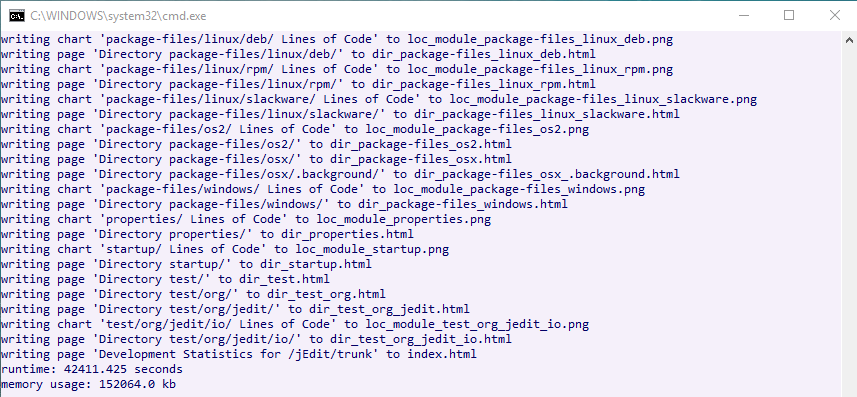 C:\WINDOWS\system32\cmd.exe
writing chart 'package-files/linux/deb/ Lines of Code' to loc_module_package-files_linux_deb.png
writing page 'Directory package-files/linux/deb/' to dir_package-files_linux_deb.html
writing chart 'package-files/linux/rpm/ Lines of Code' to loc_module_package-files_linux_rpm.png
writing page 'Directory package-files/linux/rpm/' to dir_package-files_linux_rpm.html
writing chart 'package-files/linux/slackware/ Lines of Code' to loc_module_package-files_linux_slackware.png
writing page 'Directory package-files/linux/slackware/' to dir_package-files_linux_slackware.html
writing chart 'package-files/os2/ Lines of Code' to loc_module_package-files_os2.png
writing page 'Directory package-files/os2/' to dir_package-files_os2.html
writing page 'Directory package-files/osx/' to dir_package-files_osx.html
writing page 'Directory package-files/osx/.background/' to dir_package-files_osx_.background.html
writing chart 'package-files/windows/ Lines of Code' to loc_module_package-files_windows.png
writing page 'Directory package-files/windows/' to dir_package-files_windows.html
writing chart 'properties/ Lines of Code' to loc_module_properties.png
writing page 'Directory properties/' to dir_properties.html
writing chart 'startup/ Lines of Code' to loc_module_startup.png
writing page 'Directory startup/' to dir_startup.html
writing page 'Directory test/' to dir_test.html
writing page 'Directory test/org/' to dir_test_org.html
writing page 'Directory test/org/jedit/' to dir_test_org_jedit.html
writing chart 'test/org/jedit/io/ Lines of Code' to loc_module_test_org_jedit_io.png
writing page 'Directory test/org/jedit/io/' to dir_test_org_jedit_io.html
writing page 'Development Statistics for /jEdit/trunk' to index.html
runtime: 42411.425 seconds
memory usage: 152064.0 kb